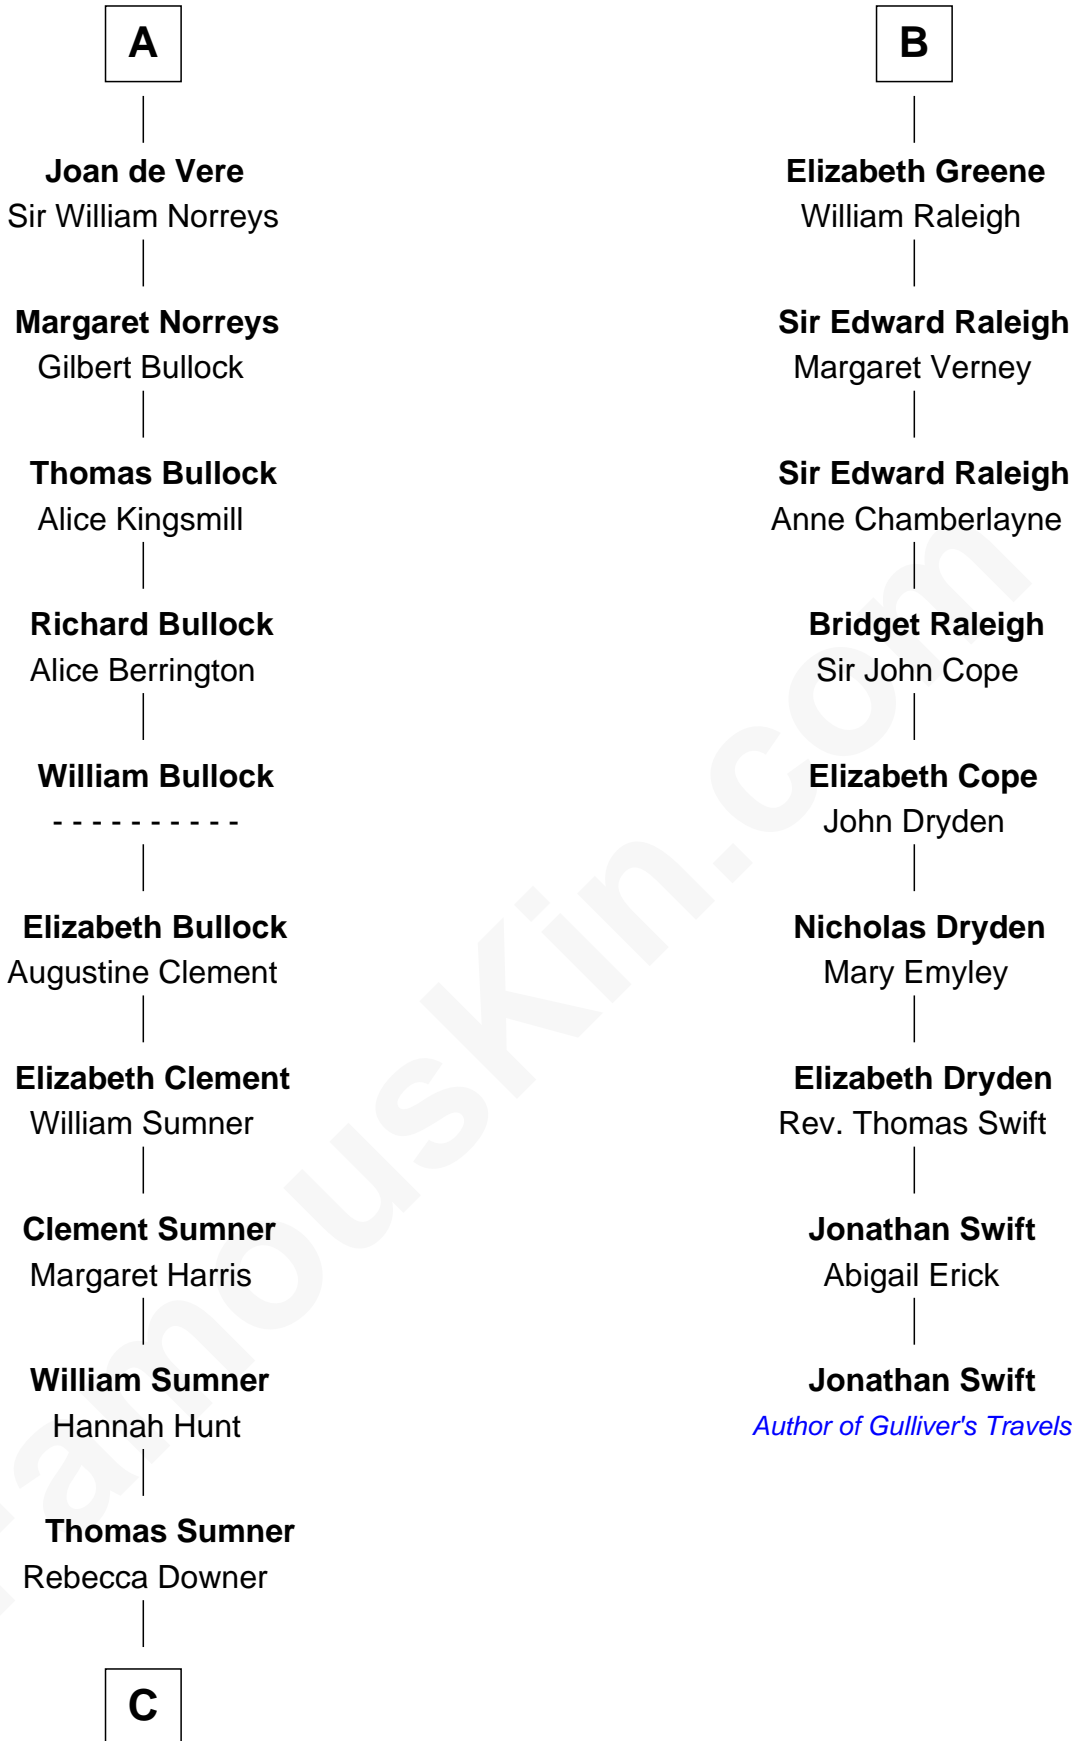 A
Joan de Vere
Sir William Norreys
Margaret Norreys
Gilbert Bullock
Thomas Bullock
Alice Kingsmill
Richard Bullock
Alice Berrington
William Bullock
- - - - - - - - - -
Elizabeth Bullock
Augustine Clement
Elizabeth Clement
William Sumner
Clement Sumner
Margaret Harris
William Sumner
Hannah Hunt
Thomas Sumner
Rebecca Downer
C
B
Elizabeth Greene
William Raleigh
Sir Edward Raleigh
Margaret Verney
Sir Edward Raleigh
Anne Chamberlayne
Bridget Raleigh
Sir John Cope
Elizabeth Cope
John Dryden
Nicholas Dryden
Mary Emyley
Elizabeth Dryden
Rev. Thomas Swift
Jonathan Swift
Abigail Erick
Jonathan Swift
Author of Gulliver's Travels
FamousKin.com